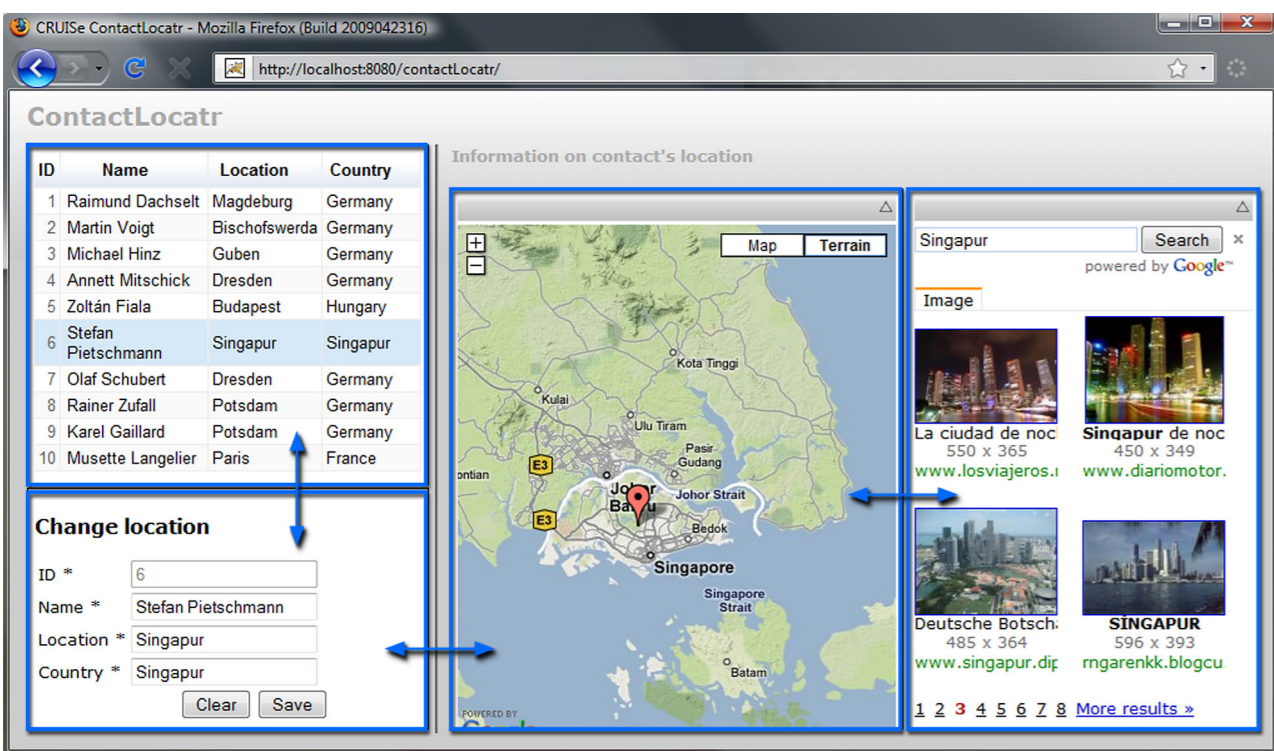 CRUISe ContactLocatr - Mozilla Firefox (Build 2009042316)
http://localhost:8080/contactLocatr/
ContactLocatr
ID Name Location Country
1 Raimund Dachselt Magdeburg Germany
2 Martin Voigt Bischofswerda Germany
3 Michael Hinz Guben Germany
4 Annett Mitschick Dresden Germany
5 Zoltán Fiala Budapest Hungary
6 Stefan Pietschmann Singapur Singapur
7 Olaf Schubert Dresden Germany
8 Rainer Zufall Potsdam Germany
9 Karel Gaillard Potsdam Germany
10 Musette Langelier Paris France
Change location
ID * 6
Name * Stefan Pietschmann
Location * Singapur
Country * Singapur
Clear Save
Information on contact's location
Map Terrain
Kota Tinggi
Kulai
Ulu Tiram
Pasir
Gudang
E3
ontian
Johor
Bahru
Johor Strait
E3
Bedok
Singapore
Singapore
Strait
Batam
POWERED BY
Singapur Search ×
powered by Google™
Image
La ciudad de noc
550 x 365
www.losviajeros.
Singapur de noc
450 x 349
www.diariomotor.
Deutsche Botscha
485 x 364
www.singapur.dip
SİNGAPUR
596 x 393
rngarenkk.blogcu
1 2 3 4 5 6 7 8 More results »